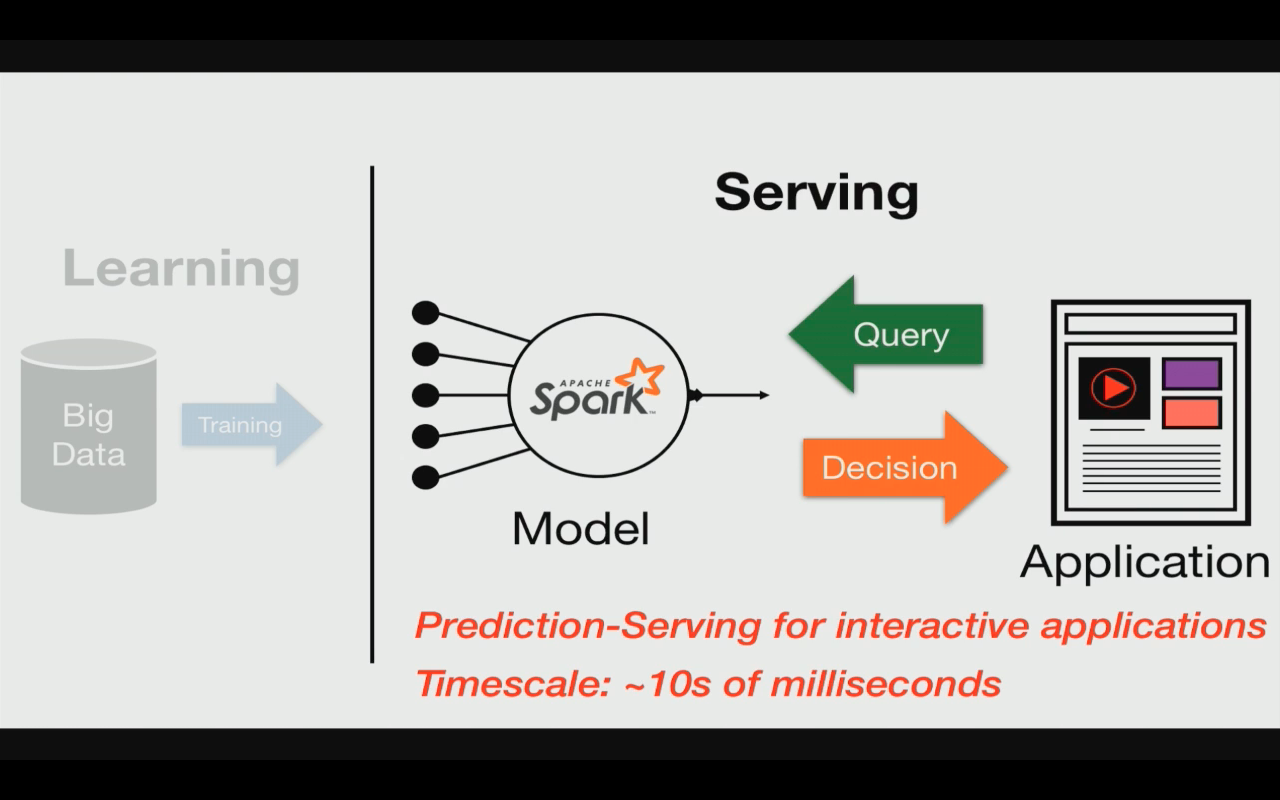 Serving
Learning
Big
Data
Training
APACHE
Spark™
Query
Decision
Model
Application
Prediction-Serving for interactive applications
Timescale: ~10s of milliseconds